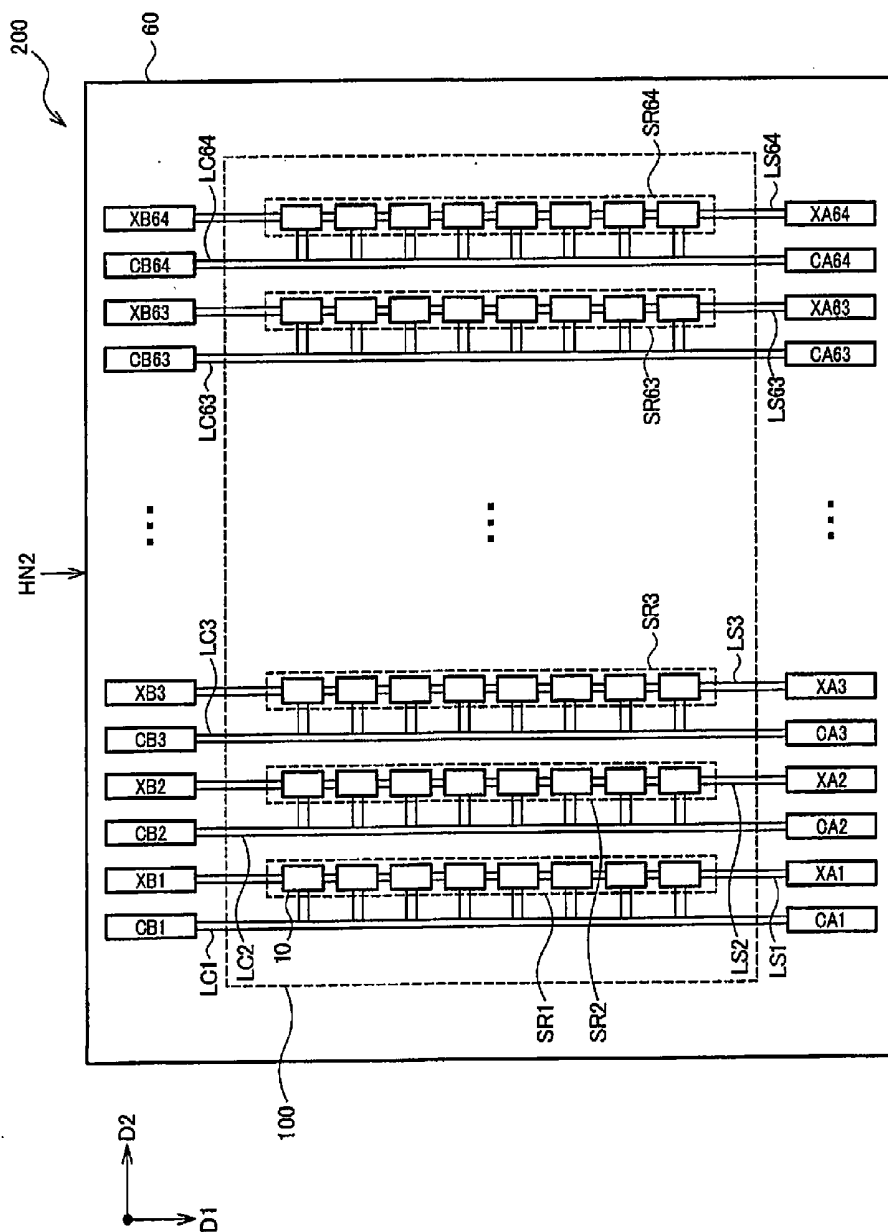 200
60
HN2
XB64
LC64
SR64
LS64
XA64
CB64
CA64
XB63
XA63
CB63
LC63
SR63
LS63
CA63
...
...
...
XB3
LC3
SR3
LS3
XA3
CB3
CA3
XB2
XA2
CB2
LC2
SR2
LS2
CA2
XB1
10
SR1
LS1
XA1
CB1
LC1
CA1
100
D2
D1